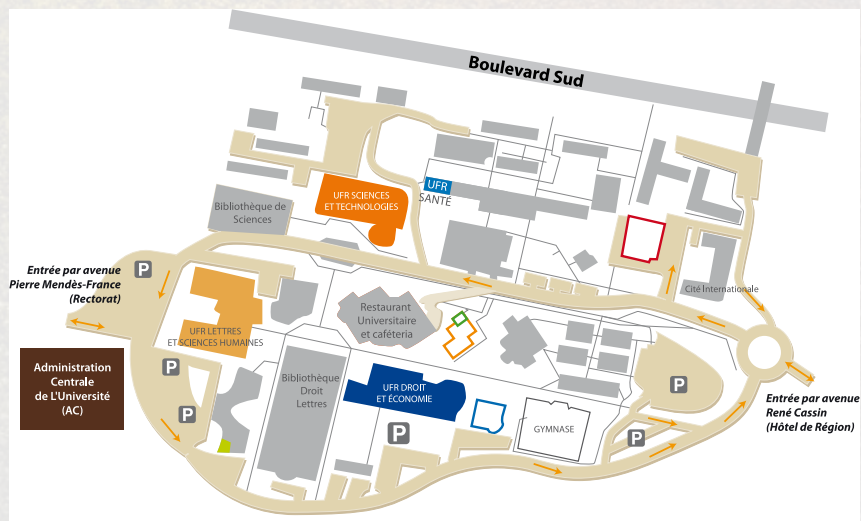 Boulevard Sud
UFR
SANTÉ
UFR SCIENCES
ET TECHNOLOGIES
Bibliothèque de
Sciences
Entrée par avenue
Pierre Mendès-France
(Rectorat)
P
Cité Internationale
UFR LETTRES
ET SCIENCES HUMAINES
Restaurant
Universitaire
et cafétéria
Administration
Centrale
de L'Université
(AC)
P
P
Bibliothèque
Droit
Lettres
UFR DROIT
ET ÉCONOMIE
P
Entrée par avenue
René Cassin
(Hôtel de Région)
GYMNASE
P
P